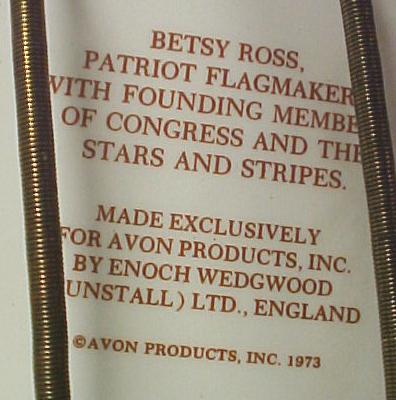 BETSY ROSS,
PATRIOT FLAGMAKER
WITH FOUNDING MEMBE
OF CONGRESS AND THE
STARS AND STRIPES.
MADE EXCLUSIVELY
FOR AVON PRODUCTS, INC.
BY ENOCH WEDGWOOD
UNSTALL) LTD., ENGLAND
©AVON PRODUCTS, INC. 1973